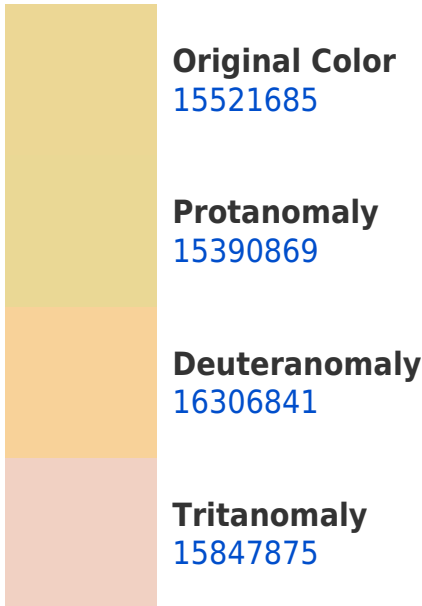 Original Color
15521685
Protanomaly
15390869
Deuteranomaly
16306841
Tritanomaly
15847875